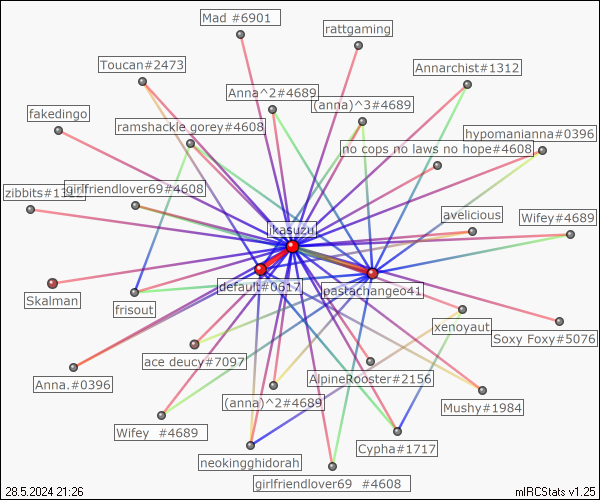 Mad #6901
rattgaming
Toucan#2473
Annarchist#1312
Anna^2#4689
(anna)^3#4689
fakedingo
ramshackle gorey#4608
hypomanianna#0396
no cops no laws no hope#4608
girlfriendlover69#4608
avelicious
Wifey#4689
jkasuzu
default#0617
pastachangeo41
Skalman
frisout
xenoyaut
Soxy Foxy#5076
ace deucy#7097
AlpineRooster#2156
Anna.#0396
(anna)^2#4689
Mushy#1984
Wifey #4689
Cypha#1717
neokingghidorah
girlfriendlover69 #4608
28.5.2024 21:26
mIRCStats v1.25